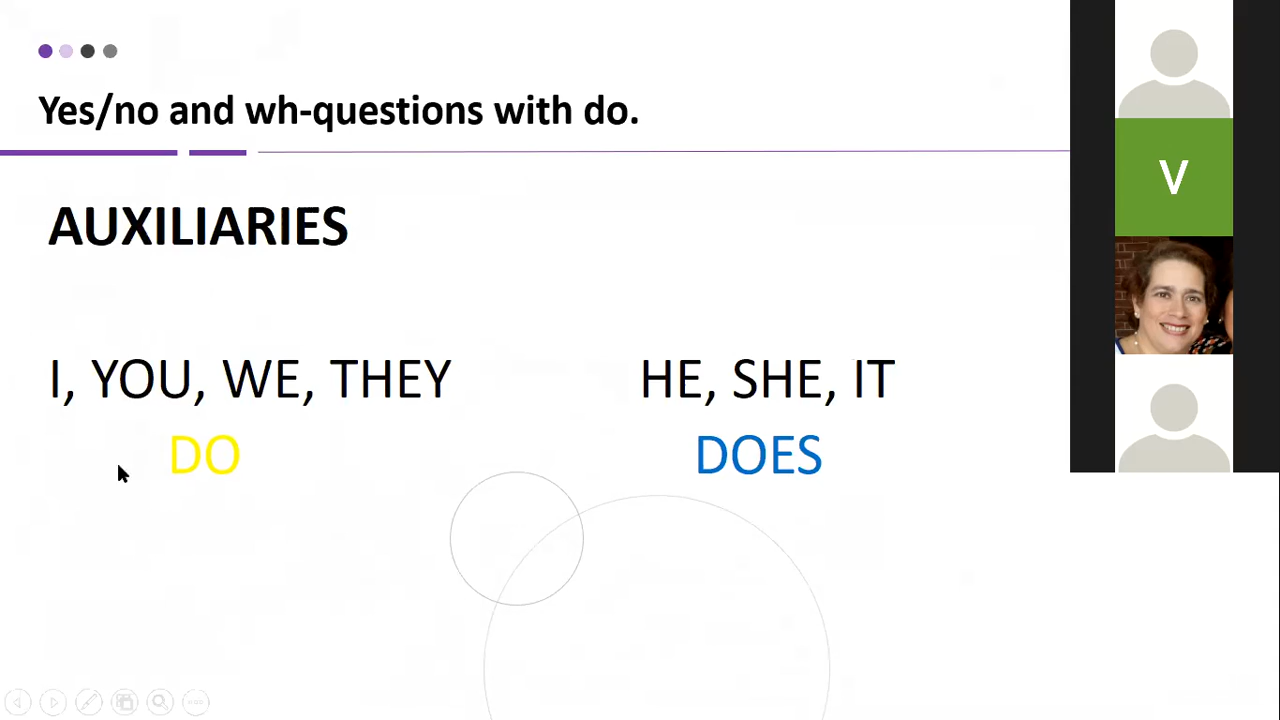 Yes/no and wh-questions with do.
AUXILIARIES
I, YOU, WE, THEY
HE, SHE, IT
DO
DOES
V